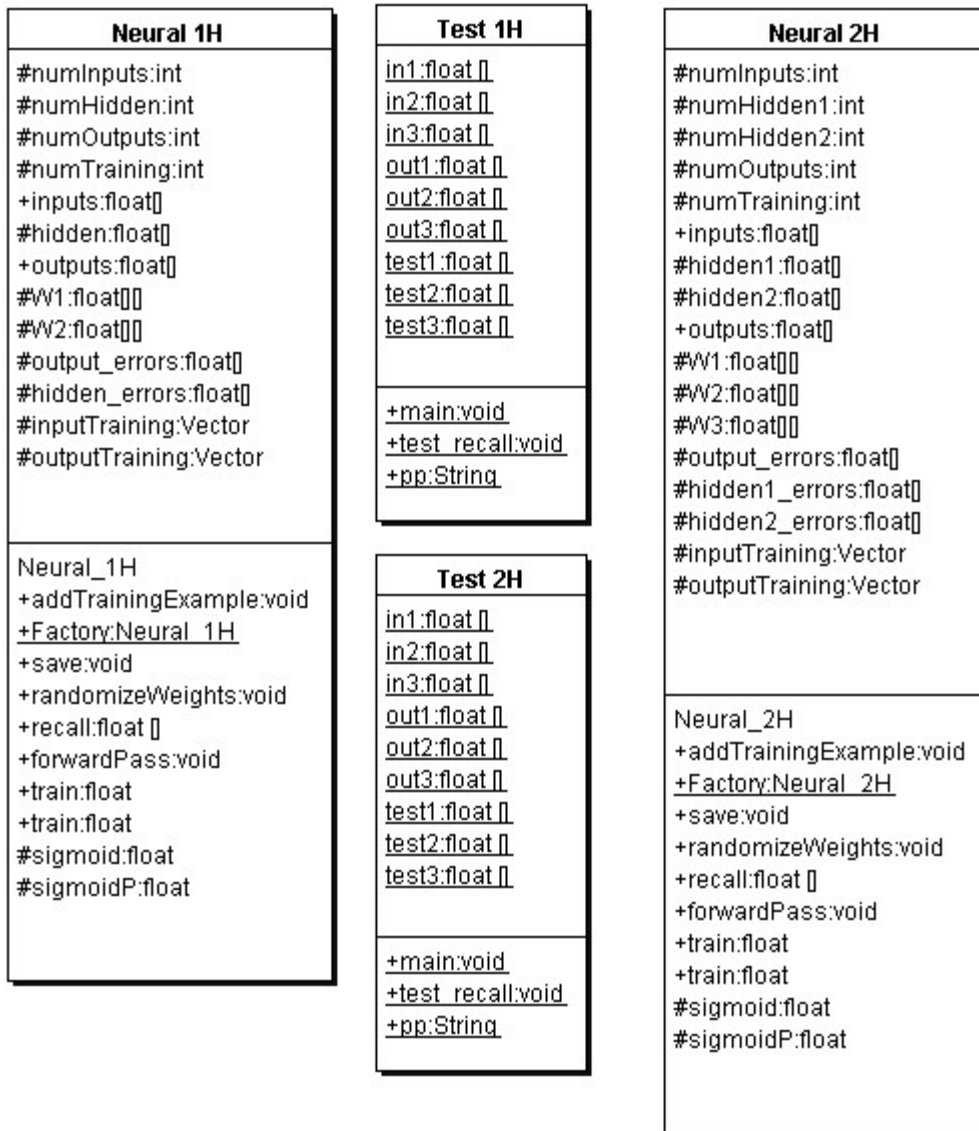 Neural 1H
#numInputs:int
#numHidden:int
#numOutputs:int
#numTraining:int
+inputs:float[]
#hidden:float[]
+outputs:float[]
#W1:float[][]
#W2:float[][]
#output_errors:float[]
#hidden_errors:float[]
#inputTraining:Vector
#outputTraining:Vector
Neural_1H
+addTrainingExample:void
+Factory:Neural_1H
+save:void
+randomizeWeights:void
+recall:float []
+forwardPass:void
+train:float
+train:float
#sigmoid:float
#sigmoidP:float
Test 1H
in1:float []
in2:float []
in3:float []
out1:float []
out2:float []
out3:float []
test1:float []
test2:float []
test3:float []
+main:void
+test_recall:void
+pp:String
Test 2H
in1:float []
in2:float []
in3:float []
out1:float []
out2:float []
out3:float []
test1:float []
test2:float []
test3:float []
+main:void
+test_recall:void
+pp:String
Neural 2H
#numInputs:int
#numHidden1:int
#numHidden2:int
#numOutputs:int
#numTraining:int
+inputs:float[]
#hidden1:float[]
#hidden2:float[]
+outputs:float[]
#W1:float[][]
#W2:float[][]
#W3:float[][]
#output_errors:float[]
#hidden1_errors:float[]
#hidden2_errors:float[]
#inputTraining:Vector
#outputTraining:Vector
Neural_2H
+addTrainingExample:void
+Factory:Neural_2H
+save:void
+randomizeWeights:void
+recall:float []
+forwardPass:void
+train:float
+train:float
#sigmoid:float
#sigmoidP:float